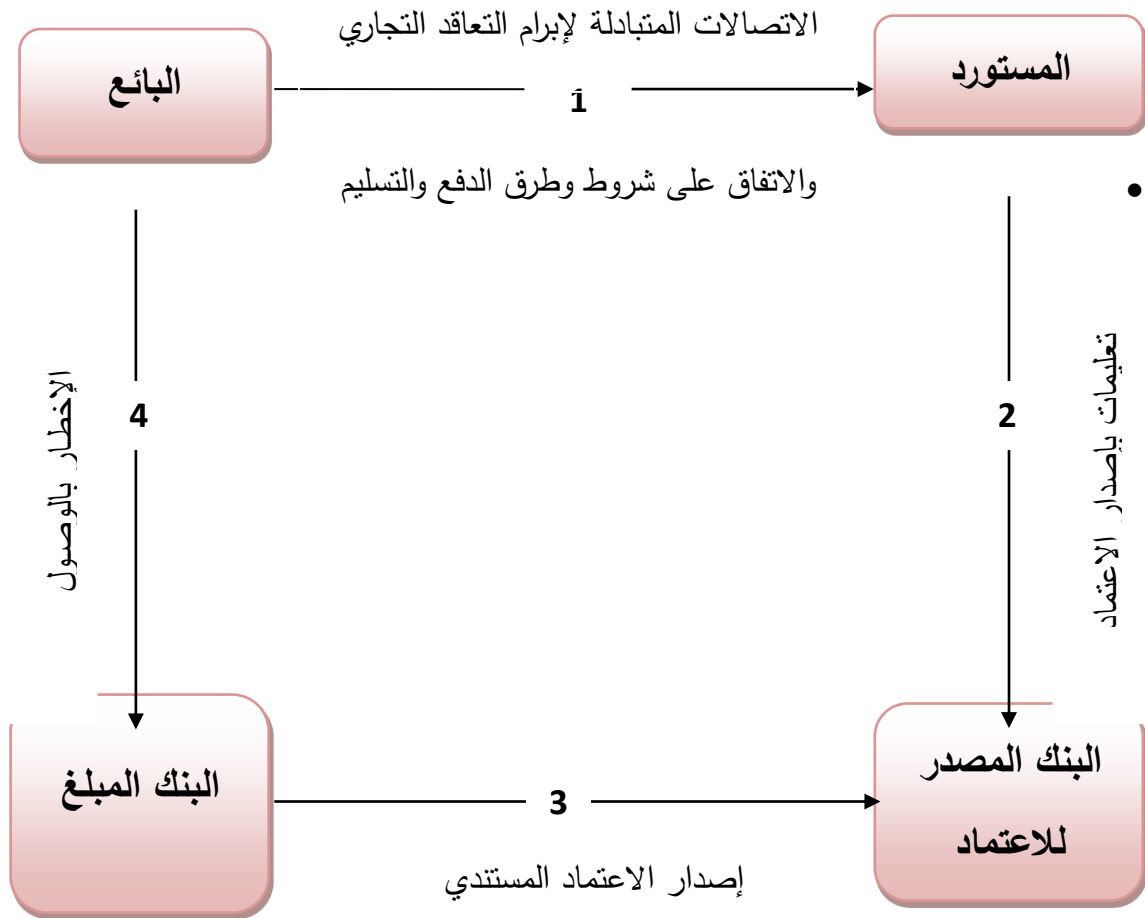 الاتصالات المتبادلة لإبرام التعاقد التجاري
المستورد
البائع
1
والاتفاق على شروط وطرق الدفع والتسليم
•
تعليمات بإصدار الاعتماد
2
4
الإخطار بالوصول
البنك المصدر
للاعتماد
البنك المبلغ
3
إصدار الاعتماد المستندي